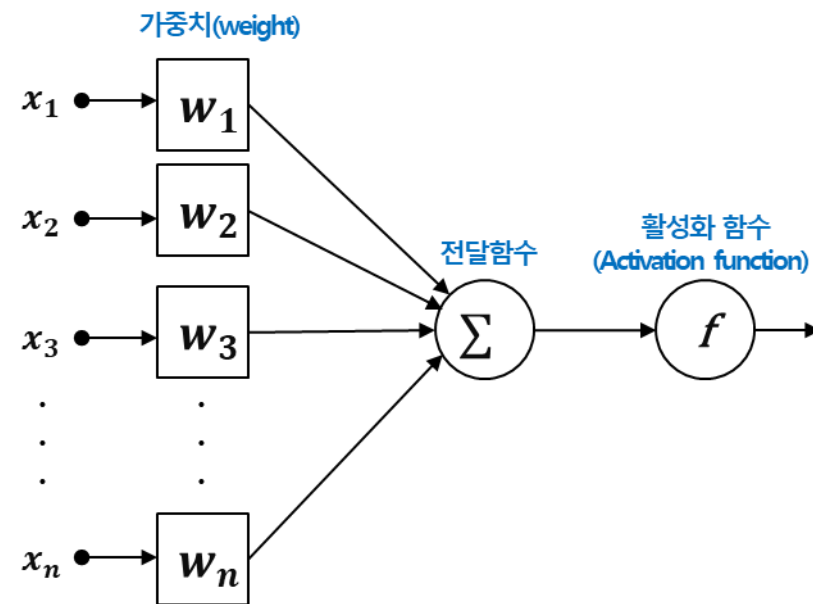 가중치(weight)
x₁ w₁
x₂ w₂
활성화 함수
전달함수 (Activation function)
x₃ w₃ Σ f
. .
. .
. .
xₙ wₙ